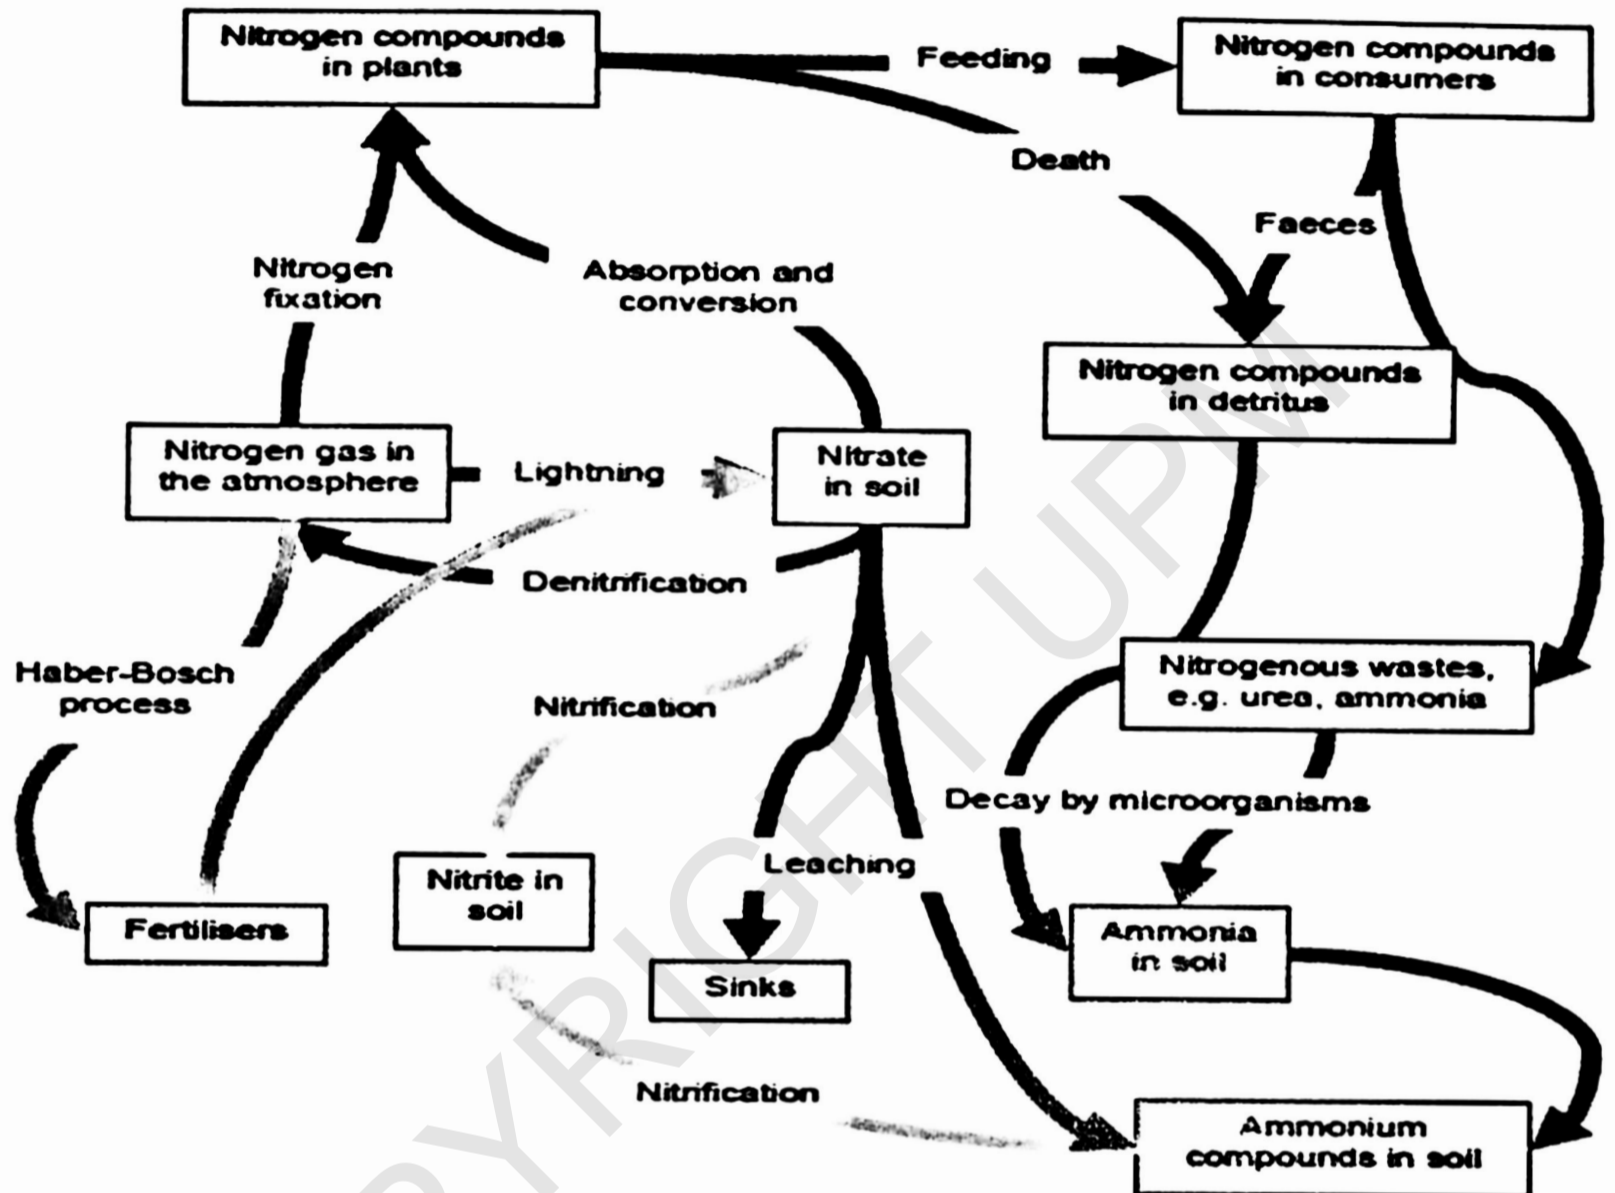 Nitrogen compounds
in plants
Feeding
Nitrogen compounds
in consumers
Death
Faeces
Nitrogen
fixation
Absorption and
conversion
Nitrogen compounds
in detritus
Nitrogen gas in
the atmosphere
Lightning
Nitrate
in soil
Denitrification
Haber-Bosch
process
Nitrification
Nitrogenous wastes,
e.g. urea, ammonia
Decay by microorganisms
Leaching
Nitrite in
soil
Fertilisers
Sinks
Ammonia
in soil
Nitrification
Ammonium
compounds in soil
PYRIGHT UPM